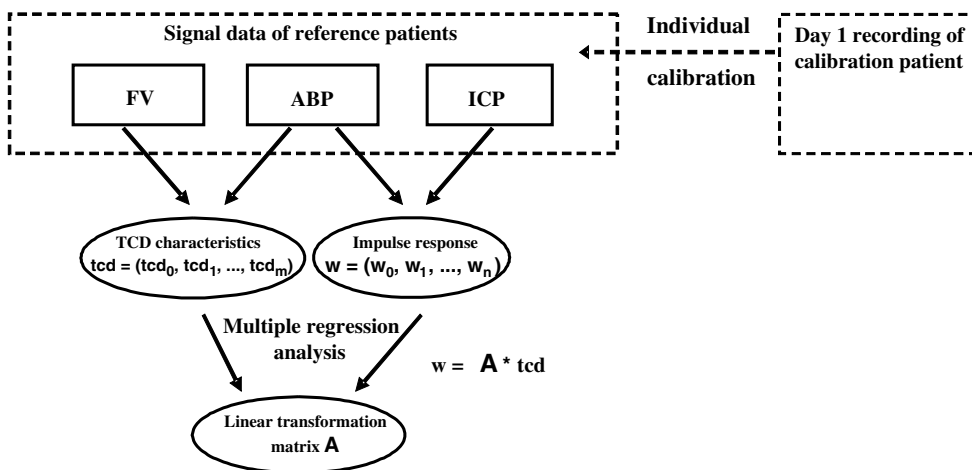 Signal data of reference patients
Individual
calibration
Day 1 recording of
calibration patient
FV
ABP
ICP
TCD characteristics
tcd = (tcd₀, tcd₁, ..., tcdₘ)
Impulse response
w = (w₀, w₁, ..., wₙ)
Multiple regression
analysis
w = A * tcd
Linear transformation
matrix A